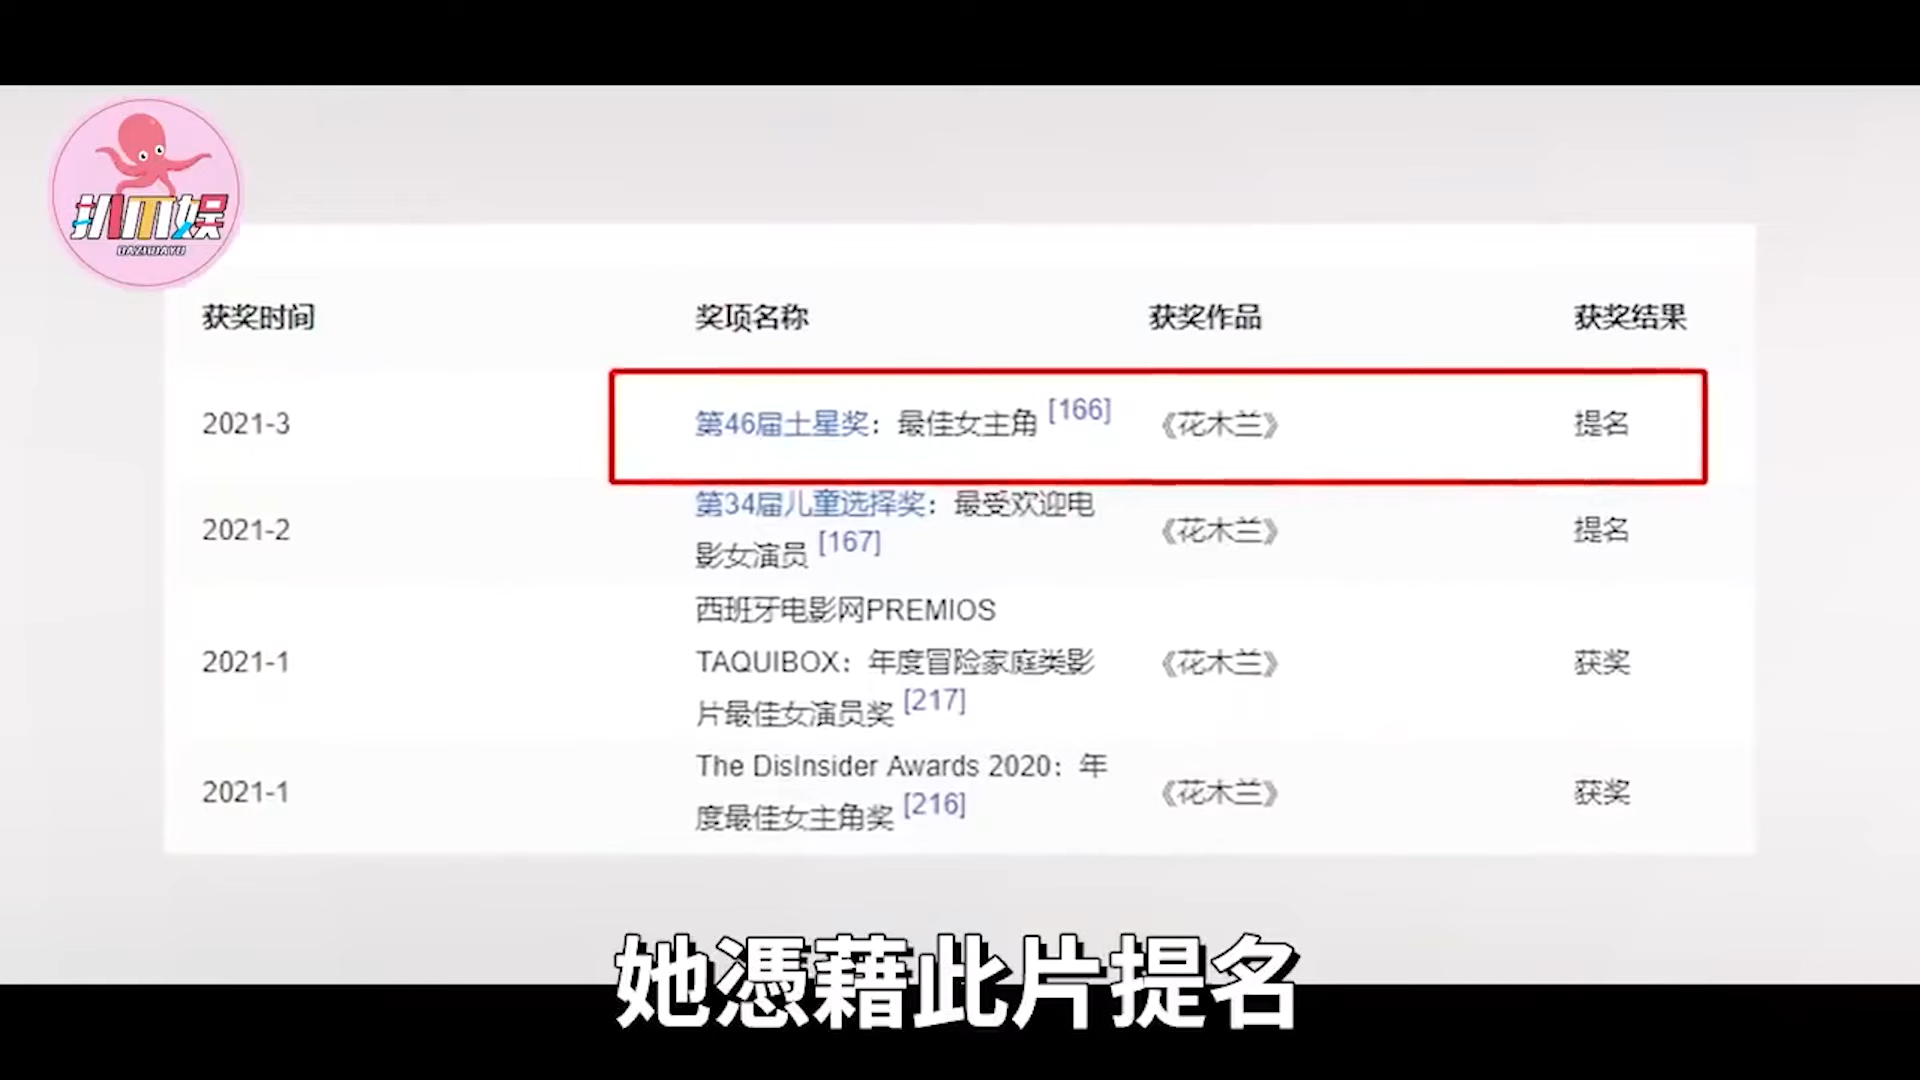 扒爪娱
DAZHUAYU
获奖时间 奖项名称 获奖作品 获奖结果
2021-3 第46届土星奖：最佳女主角 [166] 《花木兰》 提名
第34届儿童选择奖：最受欢迎电
2021-2 影女演员 [167] 《花木兰》 提名
西班牙电影网PREMIOS
2021-1 TAQUIBOX：年度冒险家庭类影 《花木兰》 获奖
片最佳女演员奖 [217]
The DisInsider Awards 2020：年
2021-1 度最佳女主角奖 [216] 《花木兰》 获奖
她憑藉此片提名